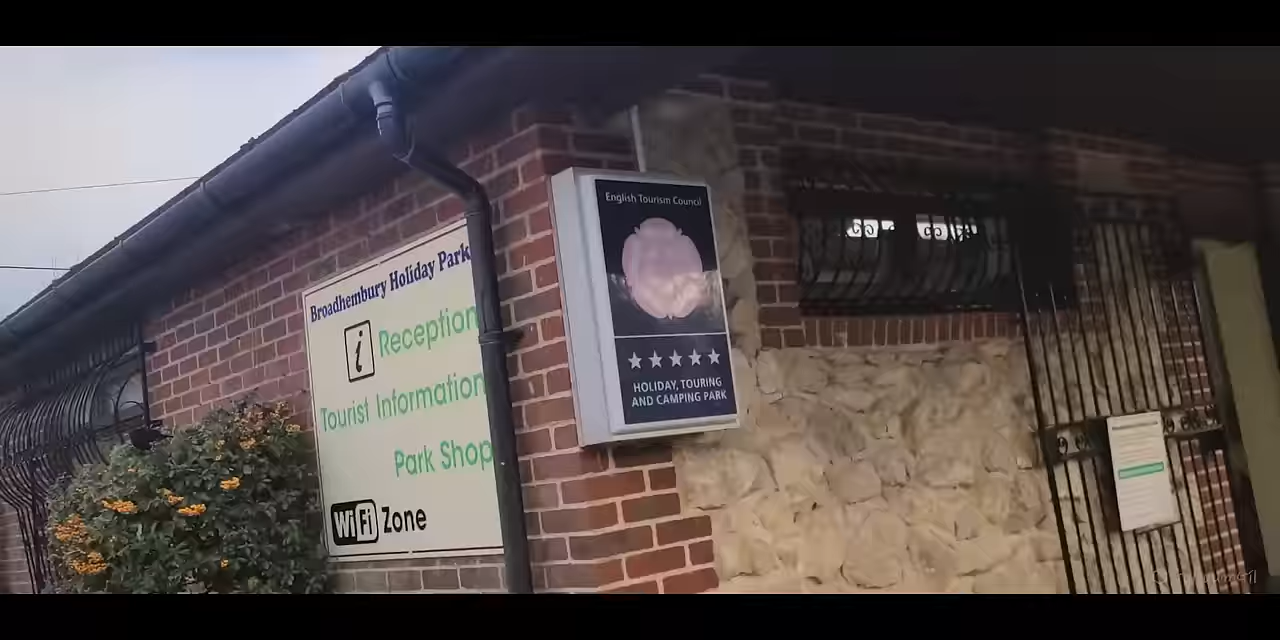 Broadhembury Holiday Park
i Reception
Tourist Information
Park Shop
WiFi Zone
English Tourism Council
HOLIDAY, TOURING
AND CAMPING PARK